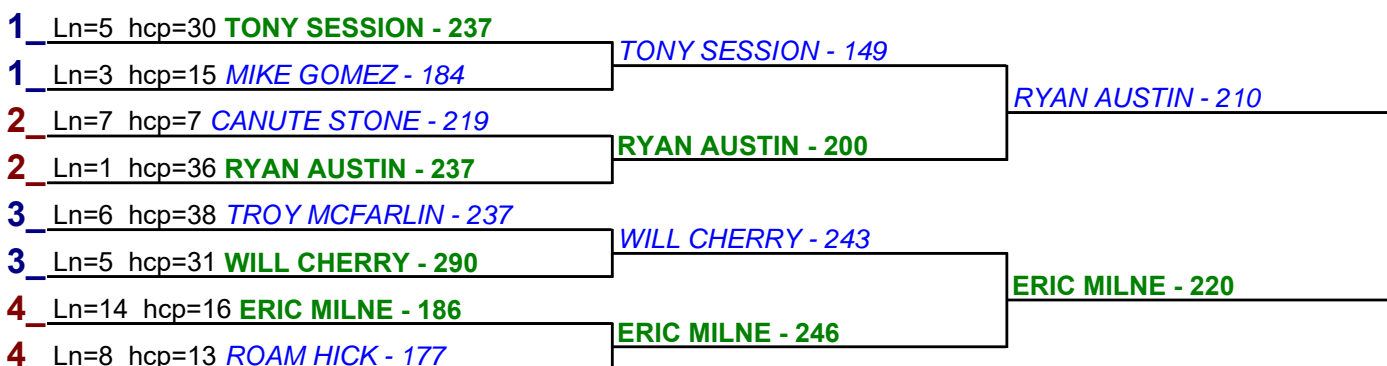 1_ Ln=5 hcp=30 TONY SESSION - 237
1_ Ln=3 hcp=15 MIKE GOMEZ - 184
2_ Ln=7 hcp=7 CANUTE STONE - 219
2_ Ln=1 hcp=36 RYAN AUSTIN - 237
3_ Ln=6 hcp=38 TROY MCFARLIN - 237
3_ Ln=5 hcp=31 WILL CHERRY - 290
4_ Ln=14 hcp=16 ERIC MILNE - 186
4 Ln=8 hcp=13 ROAM HICK - 177
TONY SESSION - 149
RYAN AUSTIN - 200
WILL CHERRY - 243
ERIC MILNE - 246
RYAN AUSTIN - 210
ERIC MILNE - 220